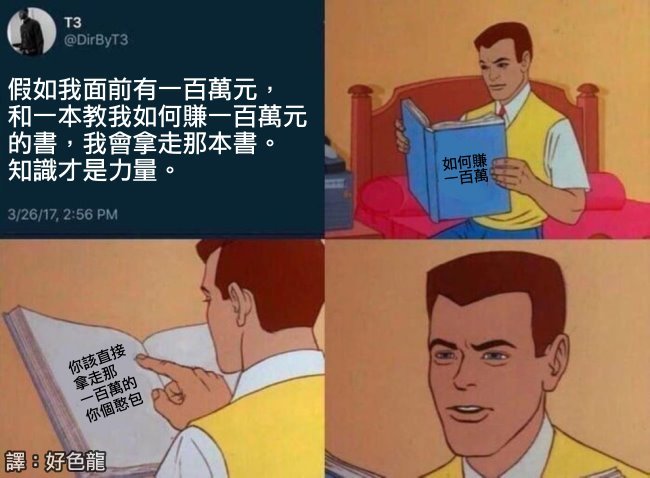 T3
@DirByT3
假如我面前有一百萬元，
和一本教我如何賺一百萬元
的書，我會拿走那本書。
知識才是力量。
3/26/17, 2:56 PM
如何賺
一百萬
你該直接
拿走那
一百萬的
你個憨包
譯：好色龍